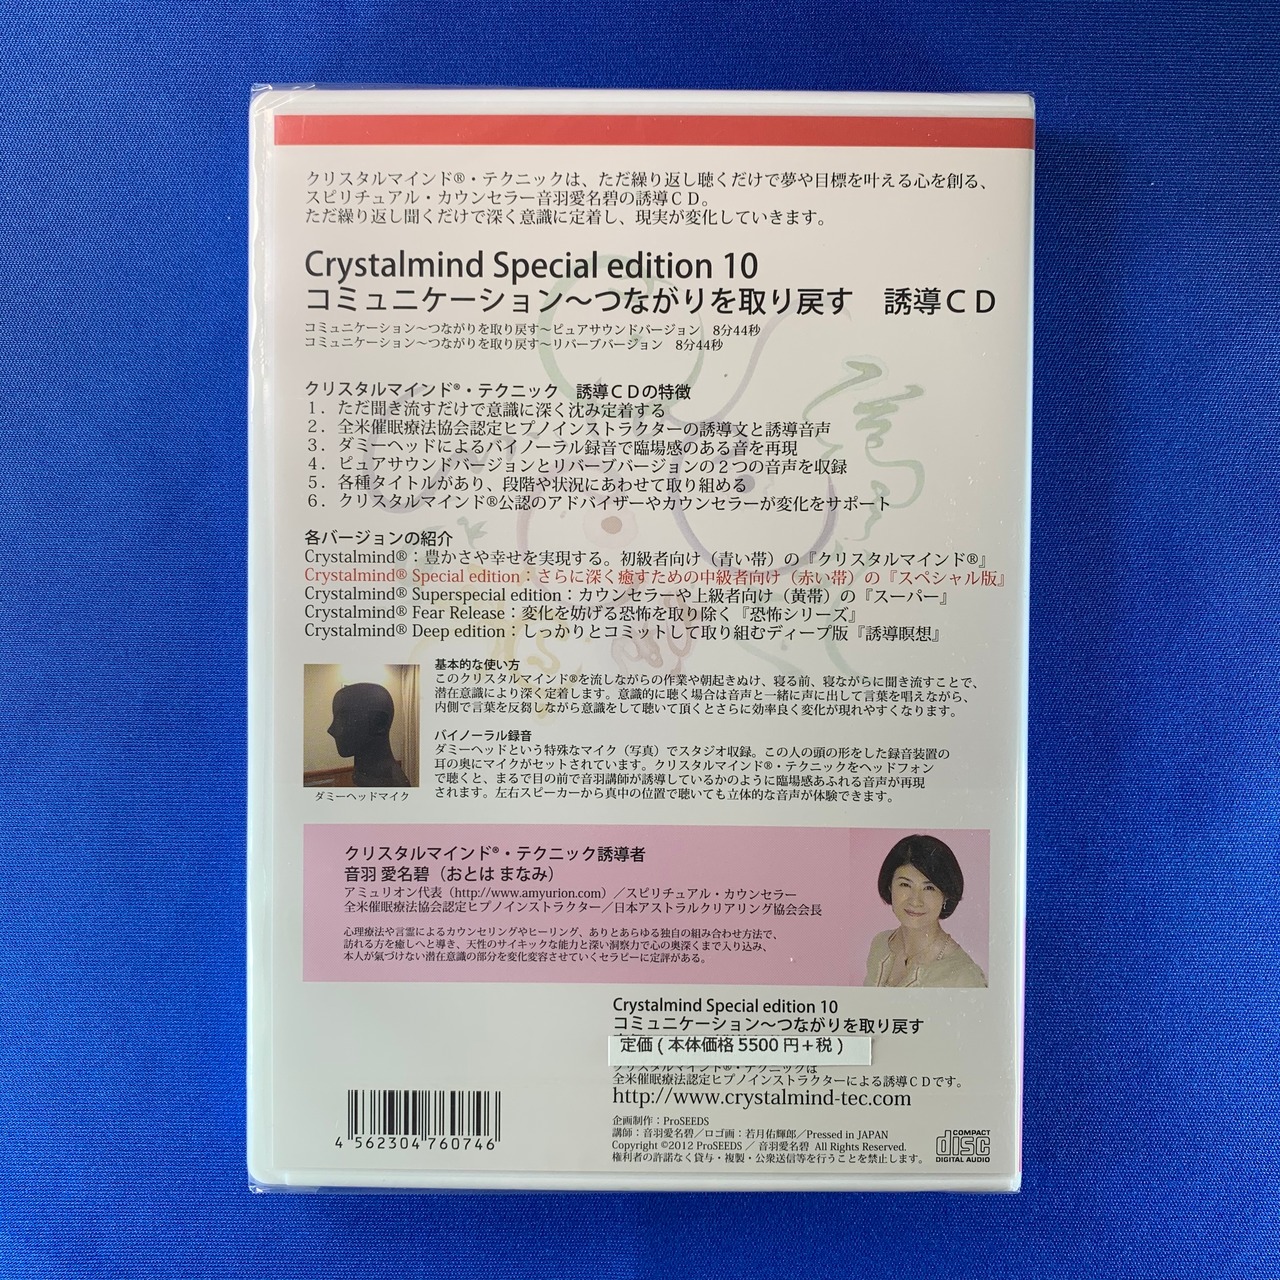 クリスタルマインド®・テクニックは、ただ繰り返し聴くだけで夢や目標を叶える心を創る、
スピリチュアル・カウンセラー音羽愛名碧の誘導ＣＤ。
ただ繰り返し聞くだけで深く意識に定着し、現実が変化していきます。
Crystalmind Special edition 10
コミュニケーション～つながりを取り戻す　誘導ＣＤ
コミュニケーション～つながりを取り戻す～ピュアサウンドバージョン　8分44秒
コミュニケーション～つながりを取り戻す～リバーブバージョン　8分44秒
クリスタルマインド®・テクニック　誘導ＣＤの特徴
１．ただ聞き流すだけで意識に深く沈み定着する
２．全米催眠療法協会認定ヒプノインストラクターの誘導文と誘導音声
３．ダミーヘッドによるバイノーラル録音で臨場感のある音を再現
４．ピュアサウンドバージョンとリバーブバージョンの２つの音声を収録
５．各種タイトルがあり、段階や状況にあわせて取り組める
６．クリスタルマインド®公認のアドバイザーやカウンセラーが変化をサポート
各バージョンの紹介
Crystalmind®：豊かさや幸せを実現する。初級者向け（青い帯）の『クリスタルマインド®』
Crystalmind® Special edition：さらに深く癒すための中級者向け（赤い帯）の『スペシャル版』
Crystalmind® Superspecial edition：カウンセラーや上級者向け（黄帯）の『スーパー』
Crystalmind® Fear Release：変化を妨げる恐怖を取り除く『恐怖シリーズ』
Crystalmind® Deep edition：しっかりとコミットして取り組むディープ版『誘導瞑想』
基本的な使い方
このクリスタルマインド®を流しながらの作業や朝起きぬけ、寝る前、寝ながらに聞き流すことで、
潜在意識により深く定着します。意識的に聴く場合は音声と一緒に声に出して言葉を唱えながら、
内側で言葉を反芻しながら意識をして聴いて頂くとさらに効率良く変化が現れやすくなります。
バイノーラル録音
ダミーヘッドという特殊なマイク（写真）でスタジオ収録。この人の頭の形をした録音装置の
耳の奥にマイクがセットされています。クリスタルマインド®・テクニックをヘッドフォン
で聴くと、まるで目の前で音羽講師が誘導しているかのように臨場感あふれる音声が再現
されます。左右スピーカーから真中の位置で聴いても立体的な音声が体験できます。
ダミーヘッドマイク
クリスタルマインド®・テクニック誘導者
音羽 愛名碧（おとは まなみ）
アミュリオン代表（http://www.amyurion.com）／スピリチュアル・カウンセラー
全米催眠療法協会認定ヒプノインストラクター／日本アストラルクリアリング協会会長
心理療法や言霊によるカウンセリングやヒーリング、ありとあらゆる独自の組み合わせ方法で、
訪れる方を癒しへと導き、天性のサイキックな能力と深い洞察力で心の奥深くまで入り込み、
本人が氣づけない潜在意識の部分を変化変容させていくセラピーに定評がある。
Crystalmind Special edition 10
コミュニケーション～つながりを取り戻す
定価 ( 本体価格 5500 円＋税 )
クリスタルマインド®・テクニックは
全米催眠療法認定ヒプノインストラクターによる誘導ＣＤです。
http://www.crystalmind-tec.com
企画制作：ProSEEDS
講師：音羽愛名碧／ロゴ画：若月佑輝郎／Pressed in JAPAN
Copyright ©2012 ProSEEDS ／ 音羽愛名碧 All Rights Reserved.
権利者の許諾なく貸与・複製・公衆送信等を行うことを禁止します。
COMPACT
disc
DIGITAL AUDIO
4 562304 760746